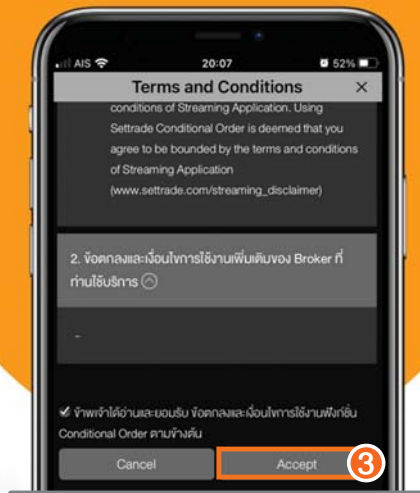 AIS 20:07 52%
Terms and Conditions ×
conditions of Streaming Application. Using
Settrade Conditional Order is deemed that you
agree to be bounded by the terms and conditions
of Streaming Application
(www.settrade.com/streaming_disclaimer)
2. ข้อตกลงและเงื่อนไขการใช้งานเพิ่มเติมของ Broker ที่
ท่านใช้บริการ
-
ข้าพเจ้าได้อ่านและยอมรับ ข้อตกลงและเงื่อนไขการใช้งานฟังก์ชั่น
Conditional Order ตามข้างต้น
Cancel Accept 3